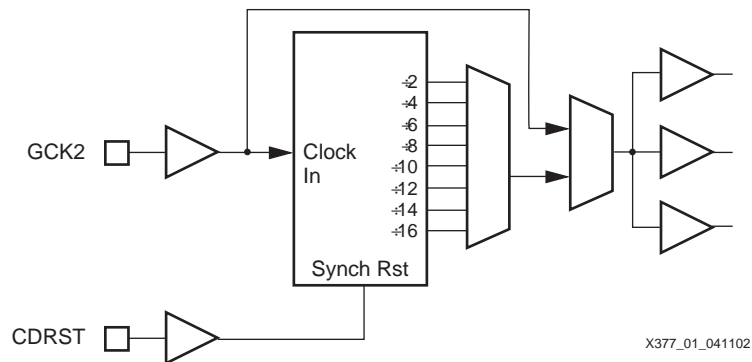 ÷2
÷4
÷6
÷8
÷10
÷12
÷14
÷16
GCK2
Clock
In
Synch Rst
CDRST
X377_01_041102